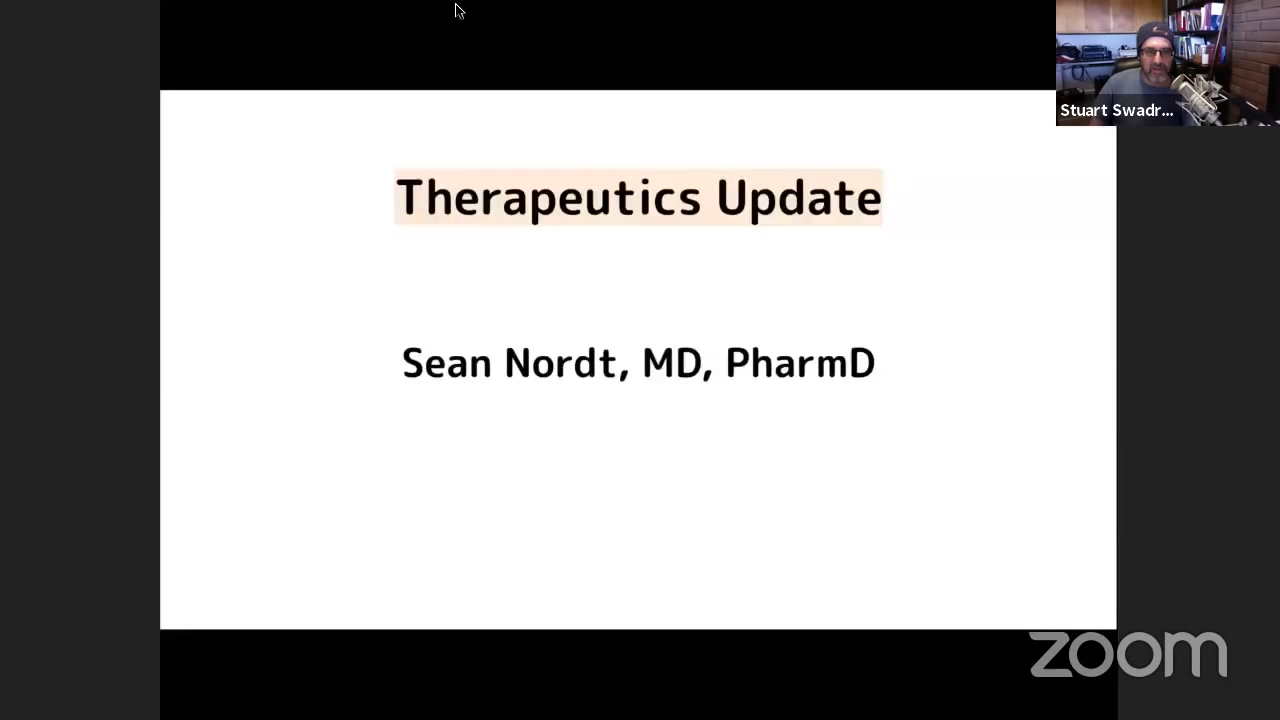 Stuart Swadr...
Therapeutics Update
Sean Nordt, MD, PharmD
zoom